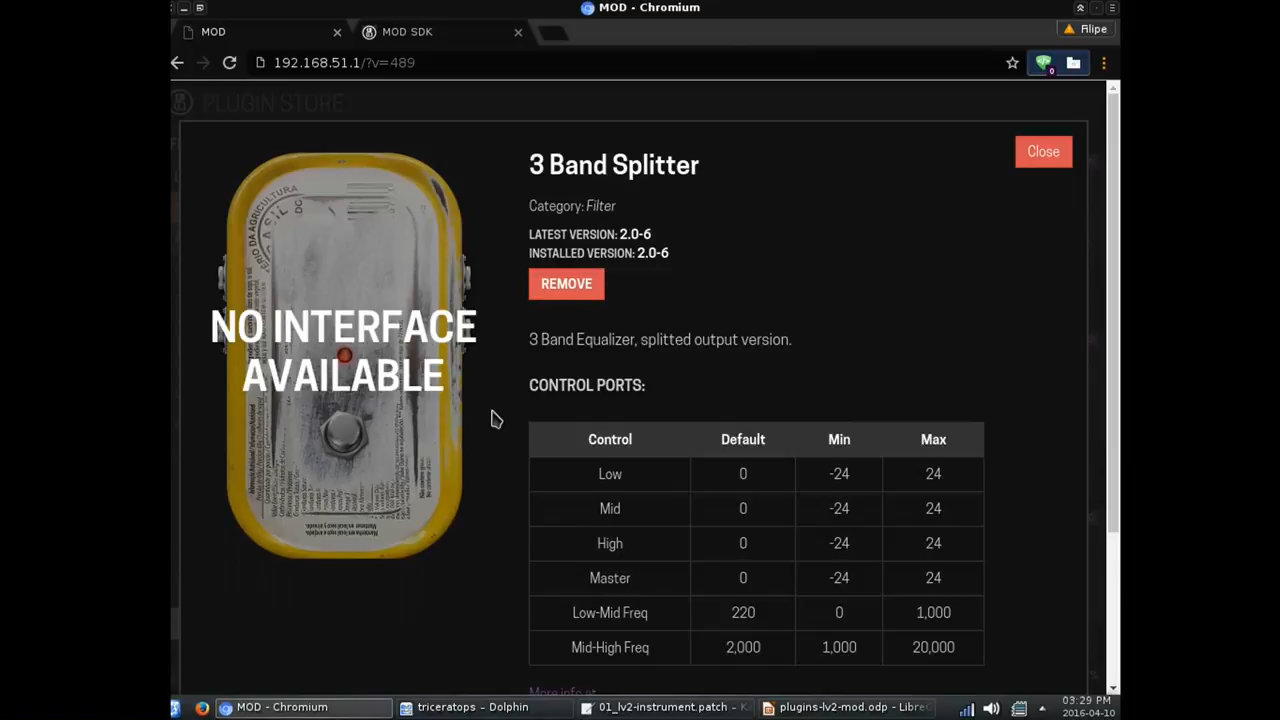 MOD - Chromium
MOD
MOD SDK
Filipe
192.168.51.1/?v=489
0
PLUGIN STORE
3 Band Splitter
Close
Category: Filter
LATEST VERSION: 2.0-6
INSTALLED VERSION: 2.0-6
REMOVE
NO INTERFACE
AVAILABLE
3 Band Equalizer, splitted output version.
CONTROL PORTS:
Control Default Min Max
Low 0 -24 24
Mid 0 -24 24
High 0 -24 24
Master 0 -24 24
Low-Mid Freq 220 0 1,000
Mid-High Freq 2,000 1,000 20,000
More info at
MOD - Chromium
triceratops - Dolphin
01_lv2-instrument.patch - K
plugins-lv2-mod.odp - LibreO
03:29 PM
2016-04-10